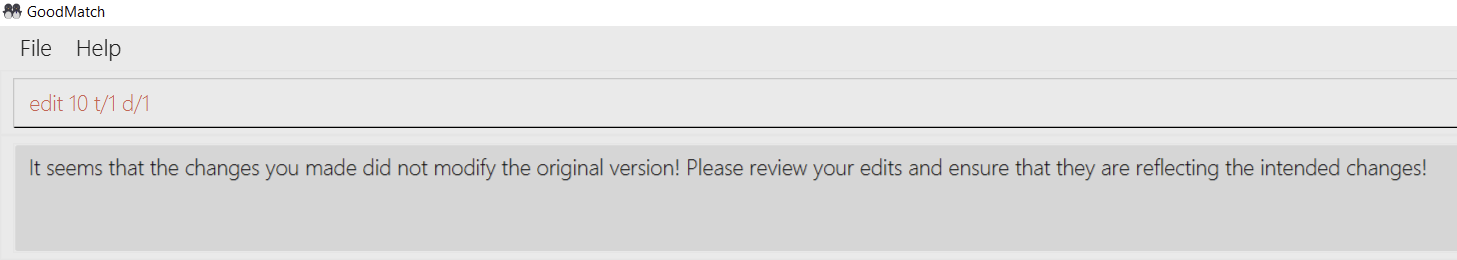 GoodMatch
File Help
edit 10 t/1 d/1
It seems that the changes you made did not modify the original version! Please review your edits and ensure that they are reflecting the intended changes!